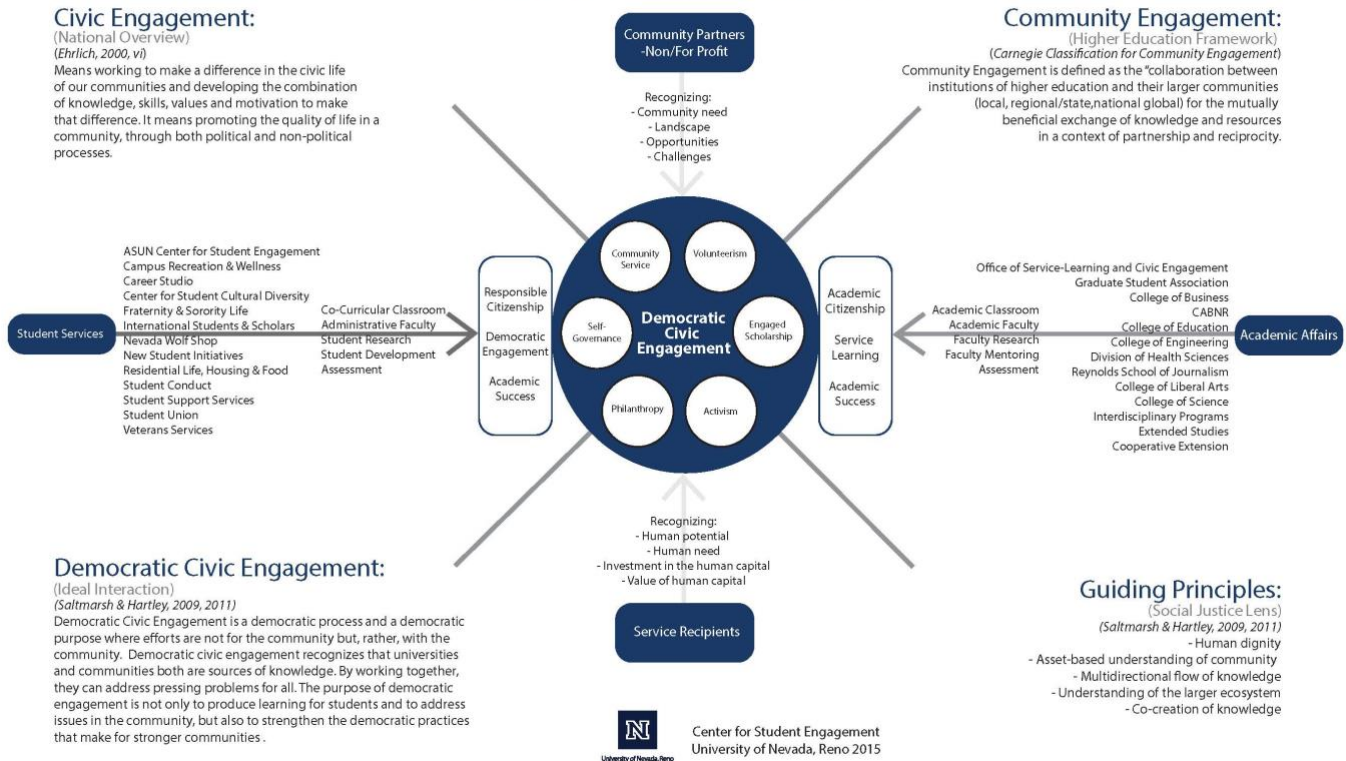 Civic Engagement:
(National Overview)
(Ehrlich, 2000, vi)
Means working to make a difference in the civic life
of our communities and developing the combination
of knowledge, skills, values and motivation to make
that difference. It means promoting the quality of life in a
community, through both political and non-political
processes.
Community Partners
-Non/For Profit
Recognizing:
- Community need
- Landscape
- Opportunities
- Challenges
Community Engagement:
(Higher Education Framework)
(Carnegie Classification for Community Engagement)
Community Engagement is defined as the "collaboration between
institutions of higher education and their larger communities
(local, regional/state,national global) for the mutually
beneficial exchange of knowledge and resources
in a context of partnership and reciprocity.
Student Services
ASUN Center for Student Engagement
Campus Recreation & Wellness
Career Studio
Center for Student Cultural Diversity
Fraternity & Sorority Life
International Students & Scholars
Nevada Wolf Shop
New Student Initiatives
Residential Life, Housing & Food
Student Conduct
Student Support Services
Student Union
Veterans Services
Co-Curricular Classroom
Administrative Faculty
Student Research
Student Development
Assessment
Responsible
Citizenship
Democratic
Engagement
Academic
Success
Community
Service
Volunteerism
Self-
Governance
Democratic
Civic
Engagement
Engaged
Scholarship
Philanthropy
Activism
Academic
Citizenship
Service
Learning
Academic
Success
Academic Classroom
Academic Faculty
Faculty Research
Faculty Mentoring
Assessment
Office of Service-Learning and Civic Engagement
Graduate Student Association
College of Business
CABNR
College of Education
College of Engineering
Division of Health Sciences
Reynolds School of Journalism
College of Liberal Arts
College of Science
Interdisciplinary Programs
Extended Studies
Cooperative Extension
Academic Affairs
Democratic Civic Engagement:
(Ideal Interaction)
(Saltmarsh & Hartley, 2009, 2011)
Democratic Civic Engagement is a democratic process and a democratic
purpose where efforts are not for the community but, rather, with the
community. Democratic civic engagement recognizes that universities
and communities both are sources of knowledge. By working together,
they can address pressing problems for all. The purpose of democratic
engagement is not only to produce learning for students and to address
issues in the community, but also to strengthen the democratic practices
that make for stronger communities .
Recognizing:
- Human potential
- Human need
- Investment in the human capital
- Value of human capital
Service Recipients
Guiding Principles:
(Social Justice Lens)
(Saltmarsh & Hartley, 2009, 2011)
- Human dignity
- Asset-based understanding of community
- Multidirectional flow of knowledge
- Understanding of the larger ecosystem
- Co-creation of knowledge
N
University of Nevada, Reno
Center for Student Engagement
University of Nevada, Reno 2015